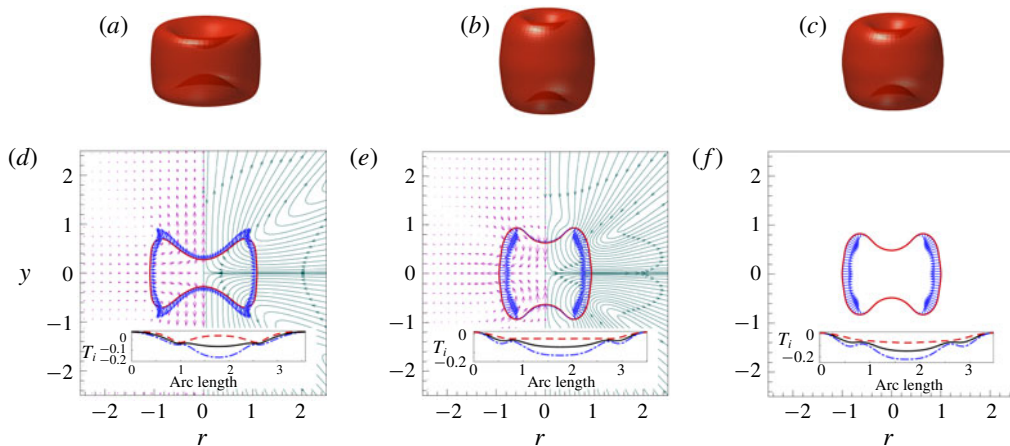 (a) (b) (c)
(d) (e) (f)
2 2 2
1 1 1
y 0 0 0
−1 −1 −1
−2 −2 −2
0 0 0
T_i −0.1 T_i T_i
−0.2 −0.2 −0.2
0 1 2 3 0 1 2 3 0 1 2 3
Arc length Arc length Arc length
−2 −1 0 1 2 −2 −1 0 1 2 −2 −1 0 1 2
r r r